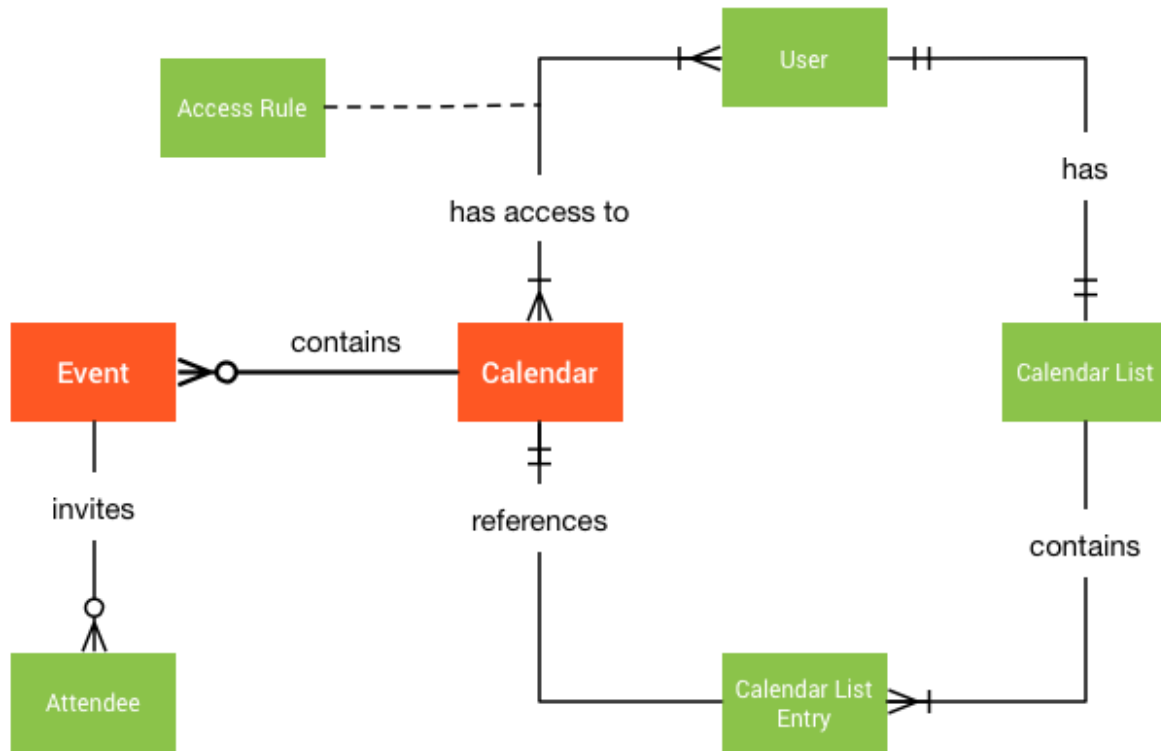 User
Access Rule
has
has access to
contains
Event
Calendar
Calendar List
invites
references
contains
Attendee
Calendar List
Entry